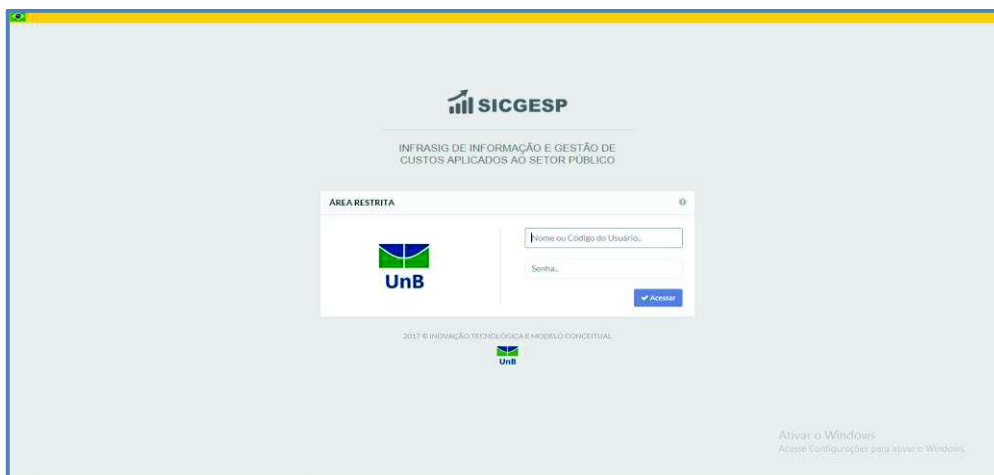 SICGESP
INFRASIG DE INFORMAÇÃO E GESTÃO DE
CUSTOS APLICADOS AO SETOR PÚBLICO
ÁREA RESTRITA
Nome ou Código do Usuário..
UnB
Senha..
Acessar
2017 © INOVAÇÃO TECNOLÓGICA E MODELO CONCEITUAL
UnB
Ativar o Windows
Acesse Configurações para ativar o Windows.